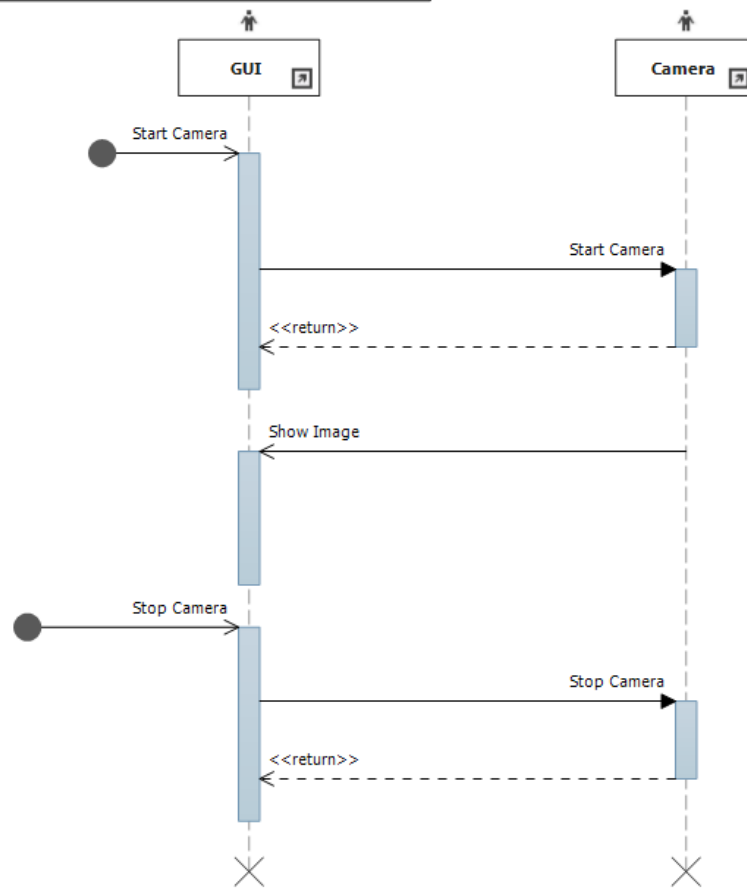 GUI
Camera
Start Camera
Start Camera
<<return>>
Show Image
Stop Camera
Stop Camera
<<return>>